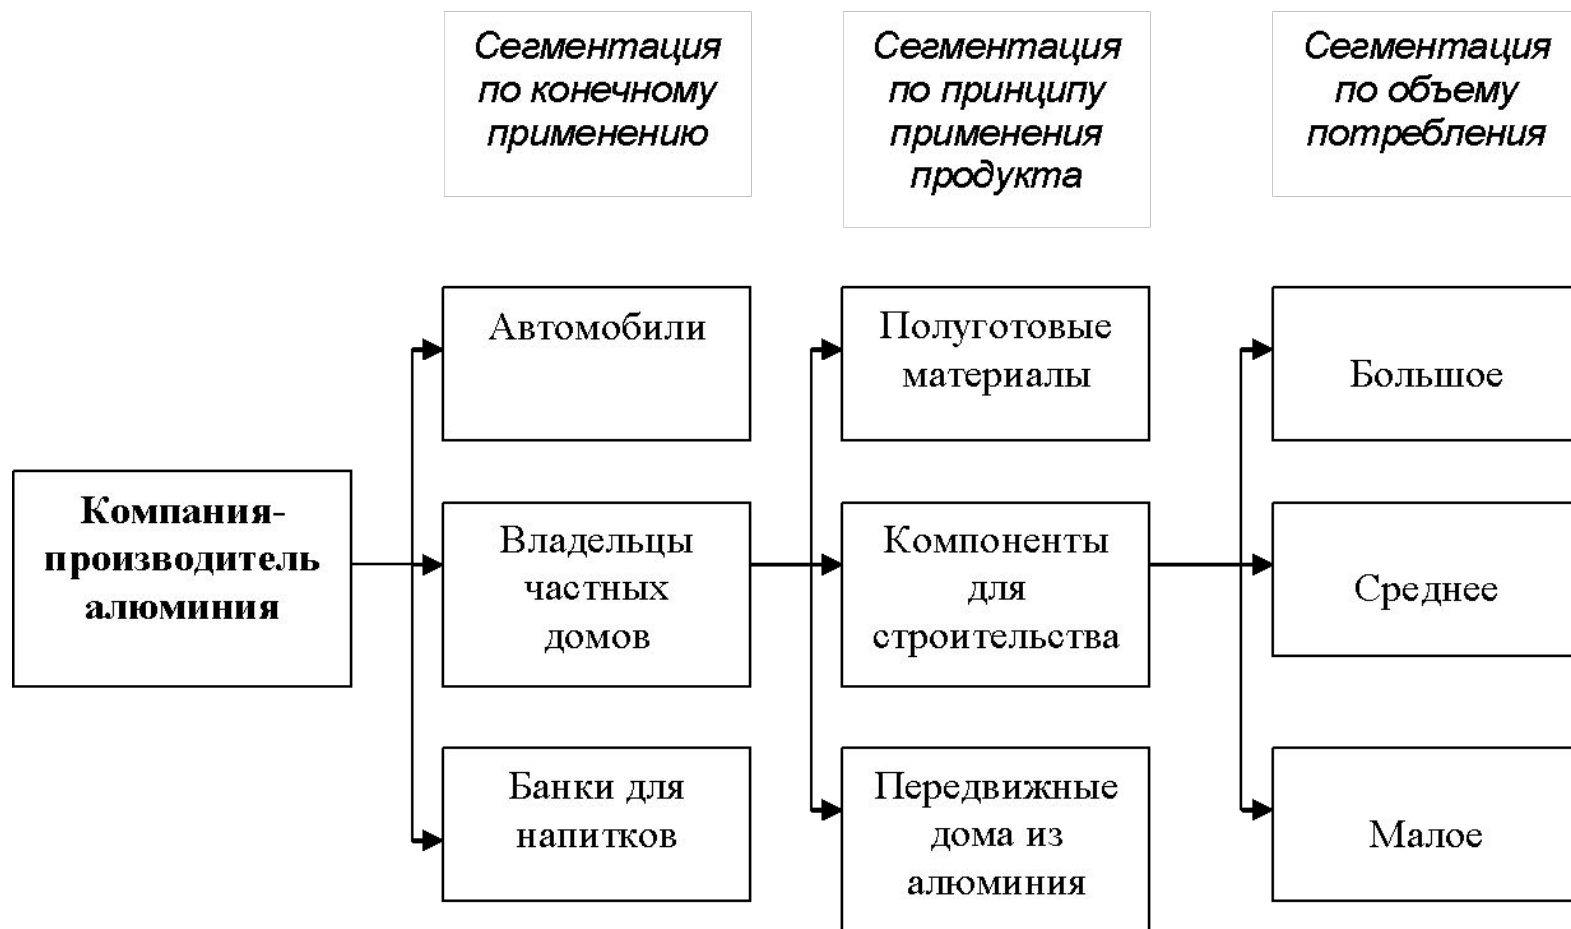 Сегментация
по конечному
применению
Сегментация
по принципу
применения
продукта
Сегментация
по объему
потребления
Компания-
производитель
алюминия
Автомобили
Владельцы
частных
домов
Банки для
напитков
Полуготовые
материалы
Компоненты
для
строительства
Передвижные
дома из
алюминия
Большое
Среднее
Малое